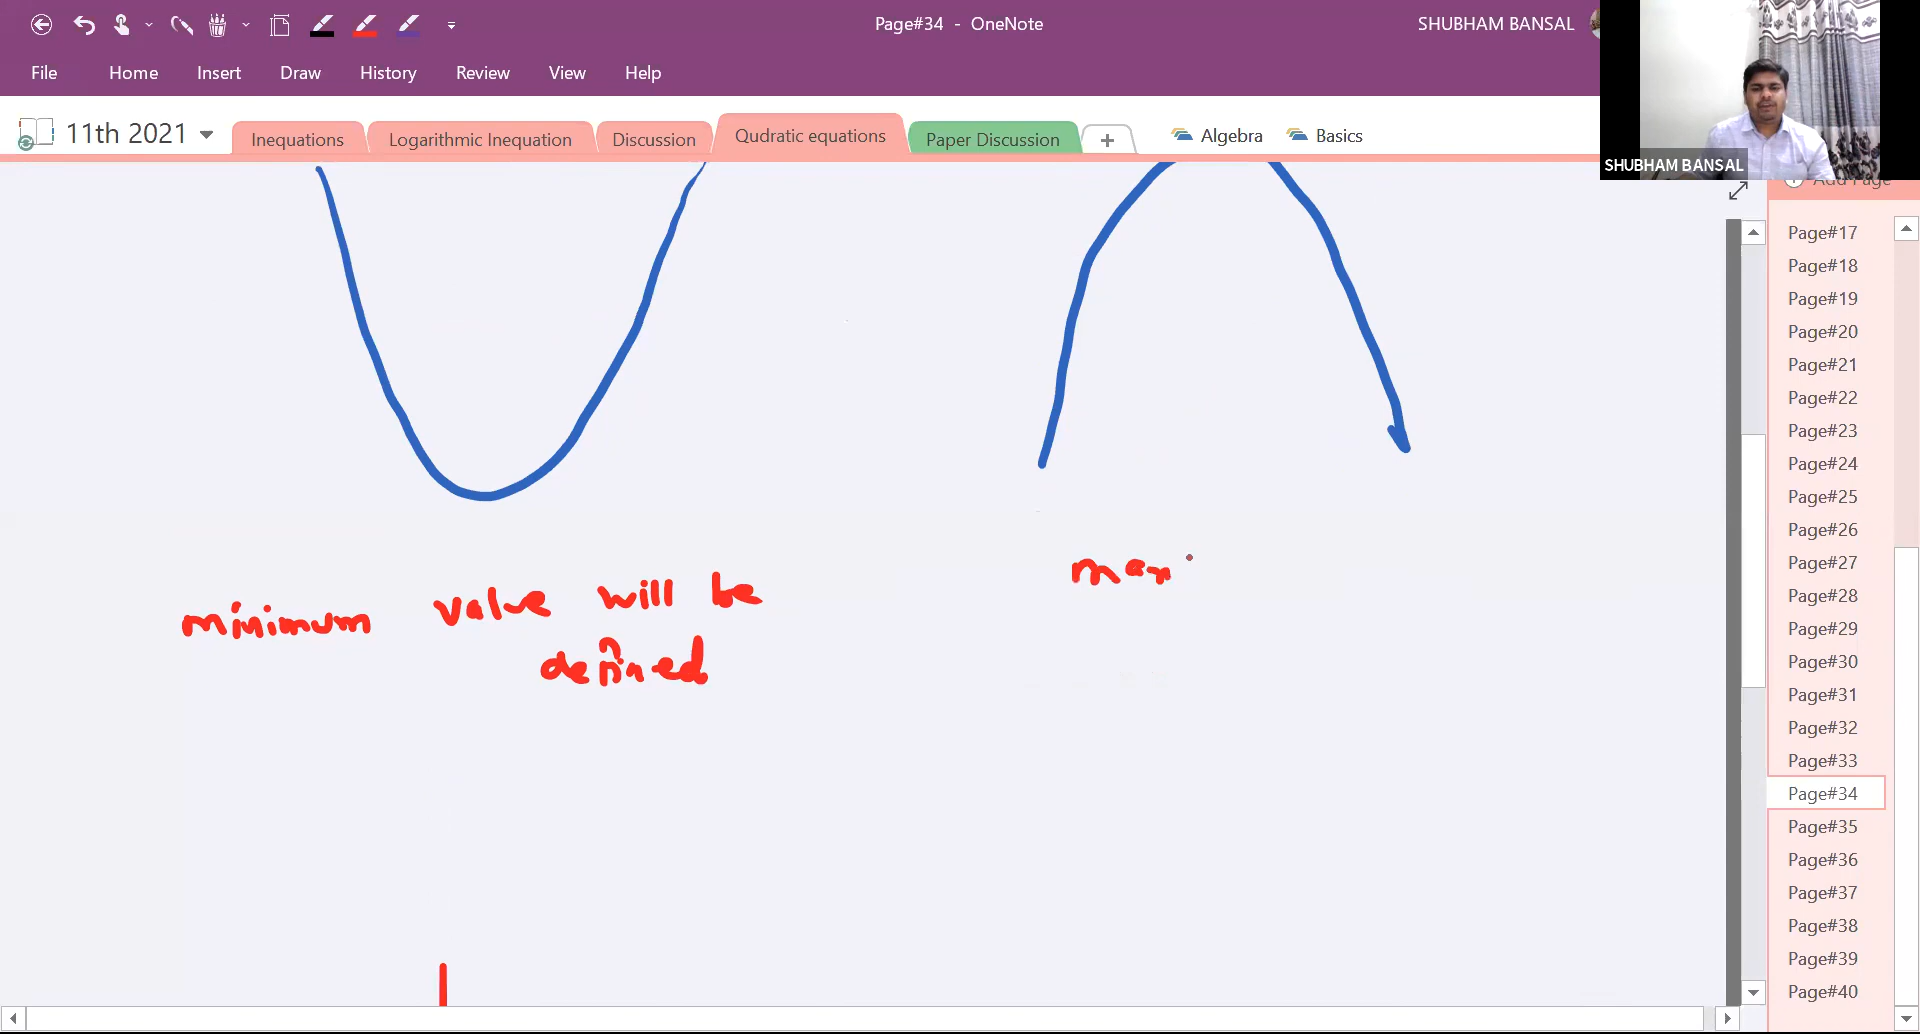 Page#34 - OneNote
SHUBHAM BANSAL
File Home Insert Draw History Review View Help
SHUBHAM BANSAL
11th 2021
Inequations
Logarithmic Inequation
Discussion
Qudratic equations
Paper Discussion
+
Algebra
Basics
Add Page
Page#17
Page#18
Page#19
Page#20
Page#21
Page#22
Page#23
Page#24
Page#25
Page#26
Page#27
Page#28
Page#29
Page#30
Page#31
Page#32
Page#33
Page#34
Page#35
Page#36
Page#37
Page#38
Page#39
Page#40
minimum value will be
defined
max